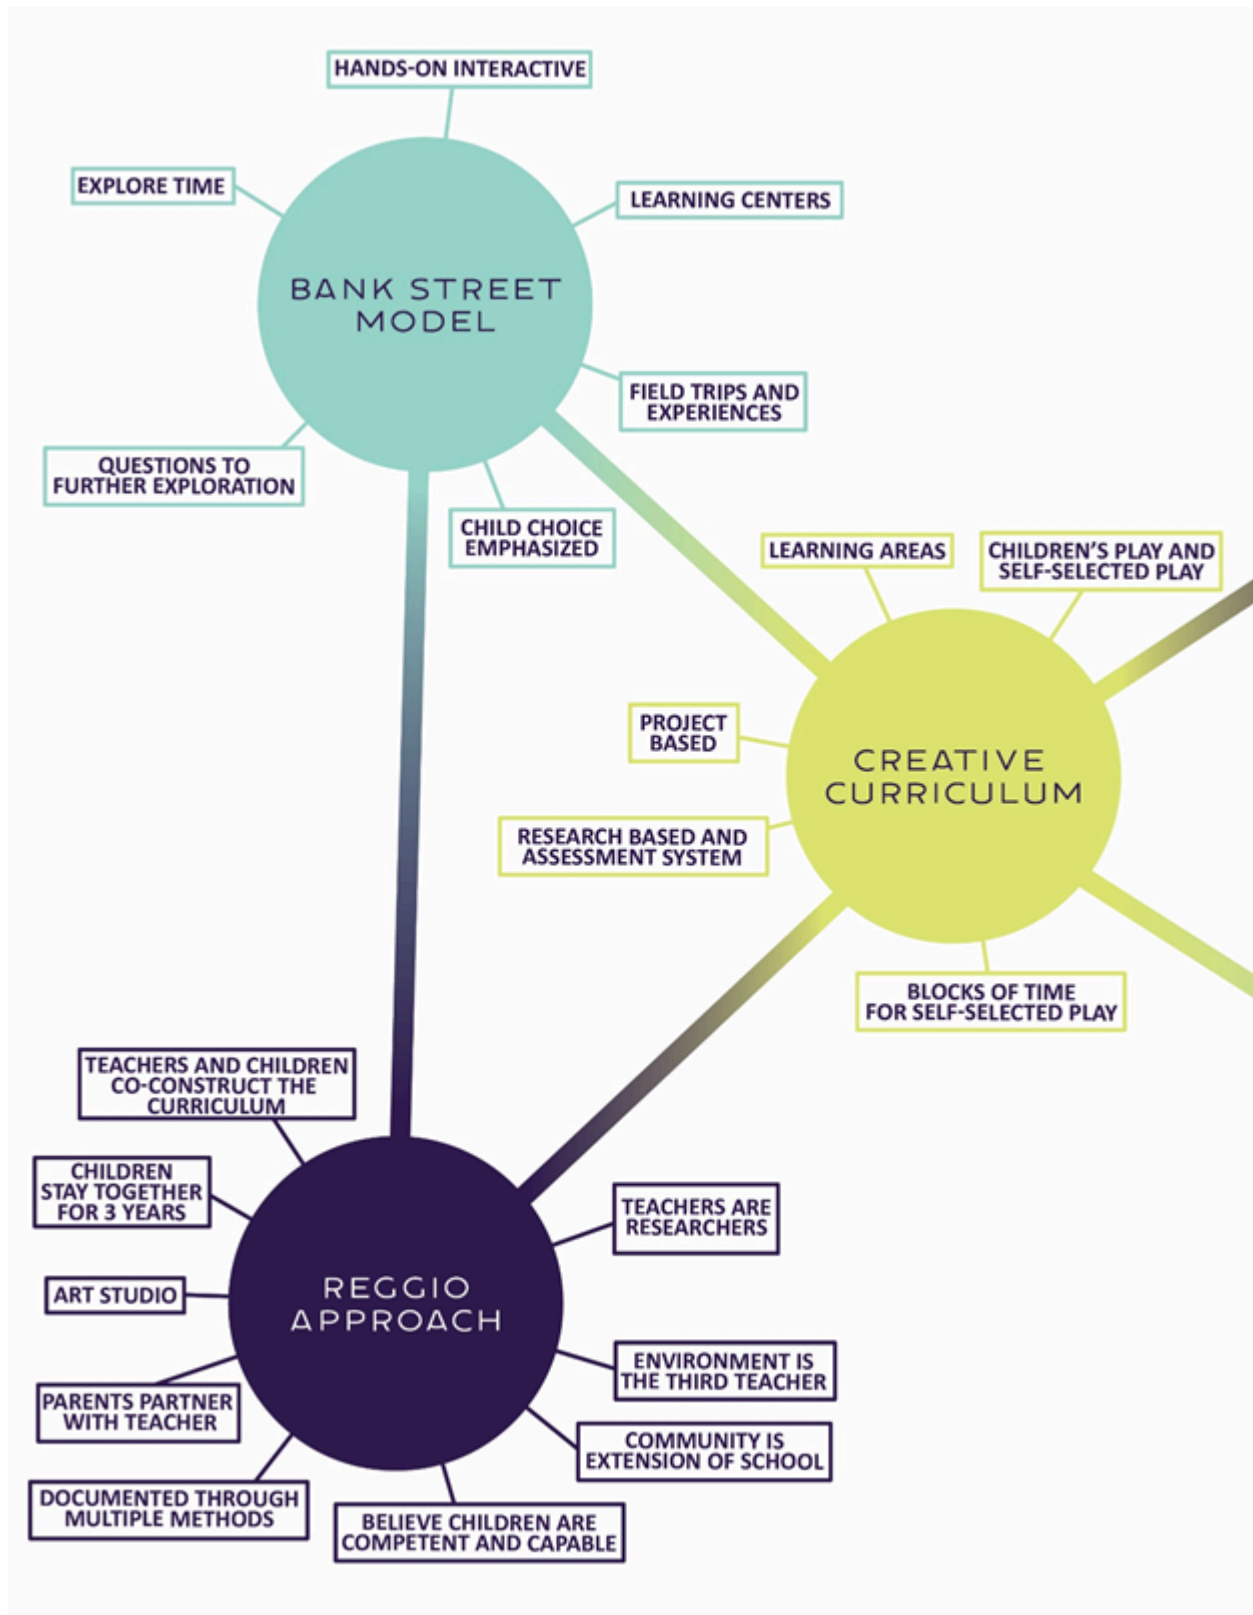 HANDS-ON INTERACTIVE
EXPLORE TIME
LEARNING CENTERS
BANK STREET
MODEL
FIELD TRIPS AND
EXPERIENCES
QUESTIONS TO
FURTHER EXPLORATION
CHILD CHOICE
EMPHASIZED
LEARNING AREAS
CHILDREN'S PLAY AND
SELF-SELECTED PLAY
PROJECT
BASED
CREATIVE
CURRICULUM
RESEARCH BASED AND
ASSESSMENT SYSTEM
BLOCKS OF TIME
FOR SELF-SELECTED PLAY
TEACHERS AND CHILDREN
CO-CONSTRUCT THE
CURRICULUM
CHILDREN
STAY TOGETHER
FOR 3 YEARS
TEACHERS ARE
RESEARCHERS
ART STUDIO
REGGIO
APPROACH
ENVIRONMENT IS
THE THIRD TEACHER
PARENTS PARTNER
WITH TEACHER
COMMUNITY IS
EXTENSION OF SCHOOL
DOCUMENTED THROUGH
MULTIPLE METHODS
BELIEVE CHILDREN ARE
COMPETENT AND CAPABLE